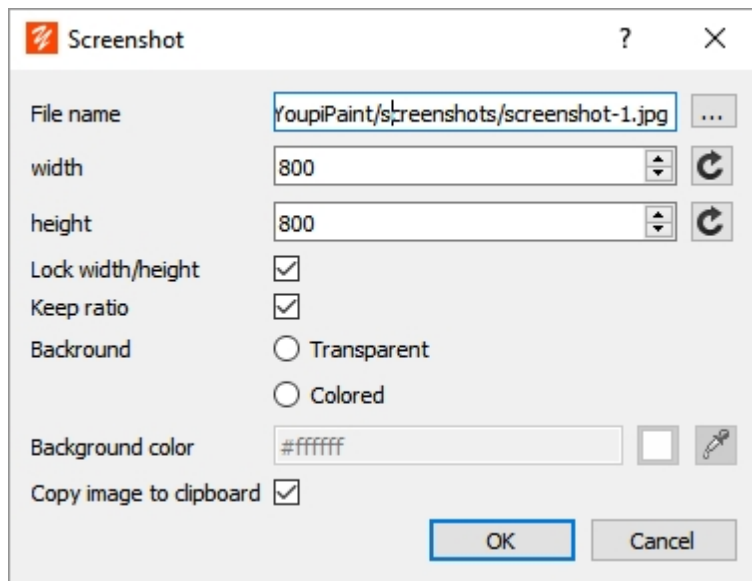 Screenshot ?
File name YoupiPaint/screenshots/screenshot-1.jpg ...
width 800
height 800
Lock width/height
Keep ratio
Backround Transparent
Colored
Background color #ffffff
Copy image to clipboard
OK Cancel